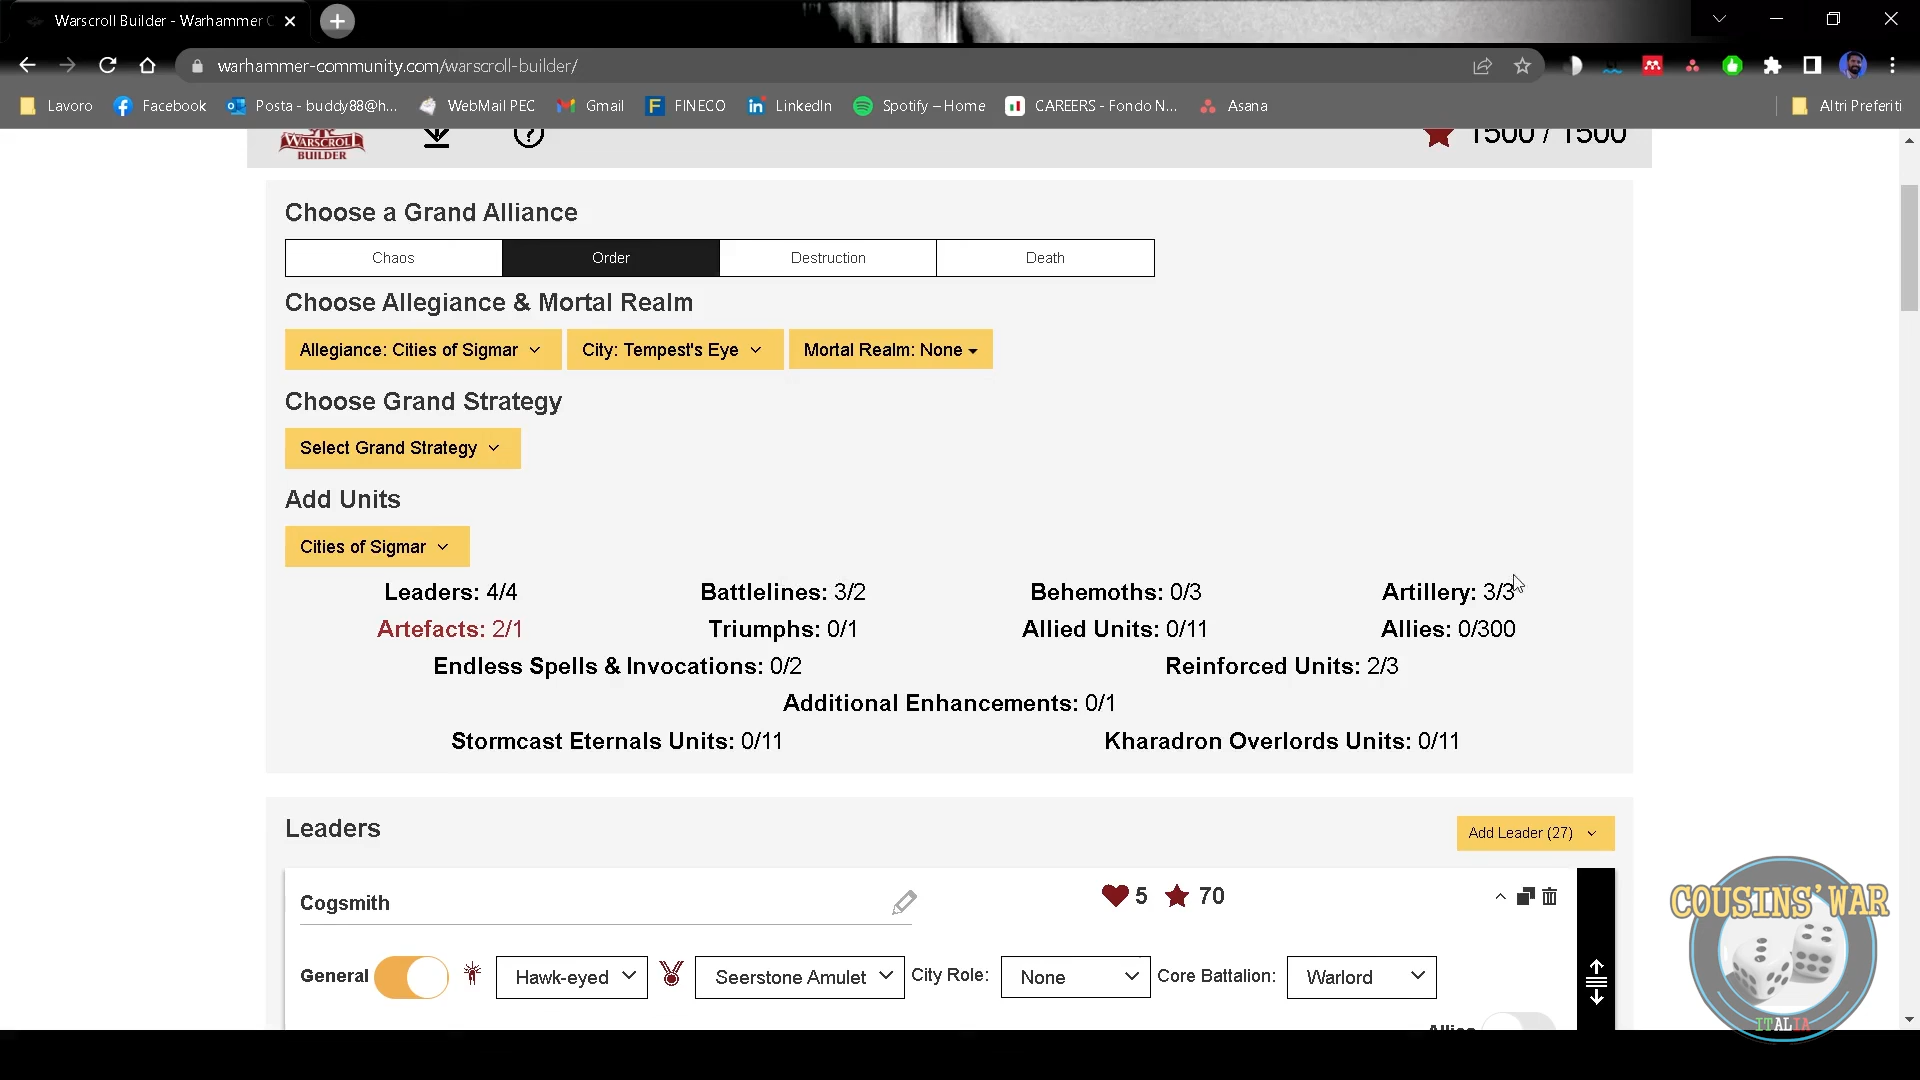 Warscroll Builder - Warhammer C
warhammer-community.com/warscroll-builder/
Lavoro
Facebook
Posta - buddy88@h...
WebMail PEC
Gmail
FINECO
LinkedIn
Spotify – Home
CAREERS - Fondo N...
Asana
Altri Preferiti
WARSCROLL
BUILDER
1500 / 1500
Choose a Grand Alliance
Chaos
Order
Destruction
Death
Choose Allegiance & Mortal Realm
Allegiance: Cities of Sigmar
City: Tempest's Eye
Mortal Realm: None
Choose Grand Strategy
Select Grand Strategy
Add Units
Cities of Sigmar
Leaders: 4/4
Battlelines: 3/2
Behemoths: 0/3
Artillery: 3/3
Artefacts: 2/1
Triumphs: 0/1
Allied Units: 0/11
Allies: 0/300
Endless Spells & Invocations: 0/2
Reinforced Units: 2/3
Additional Enhancements: 0/1
Stormcast Eternals Units: 0/11
Kharadron Overlords Units: 0/11
Leaders
Add Leader (27)
Cogsmith
5
70
General
Hawk-eyed
Seerstone Amulet
City Role:
None
Core Battalion:
Warlord
Allies
COUSINS' WAR
ITALIA